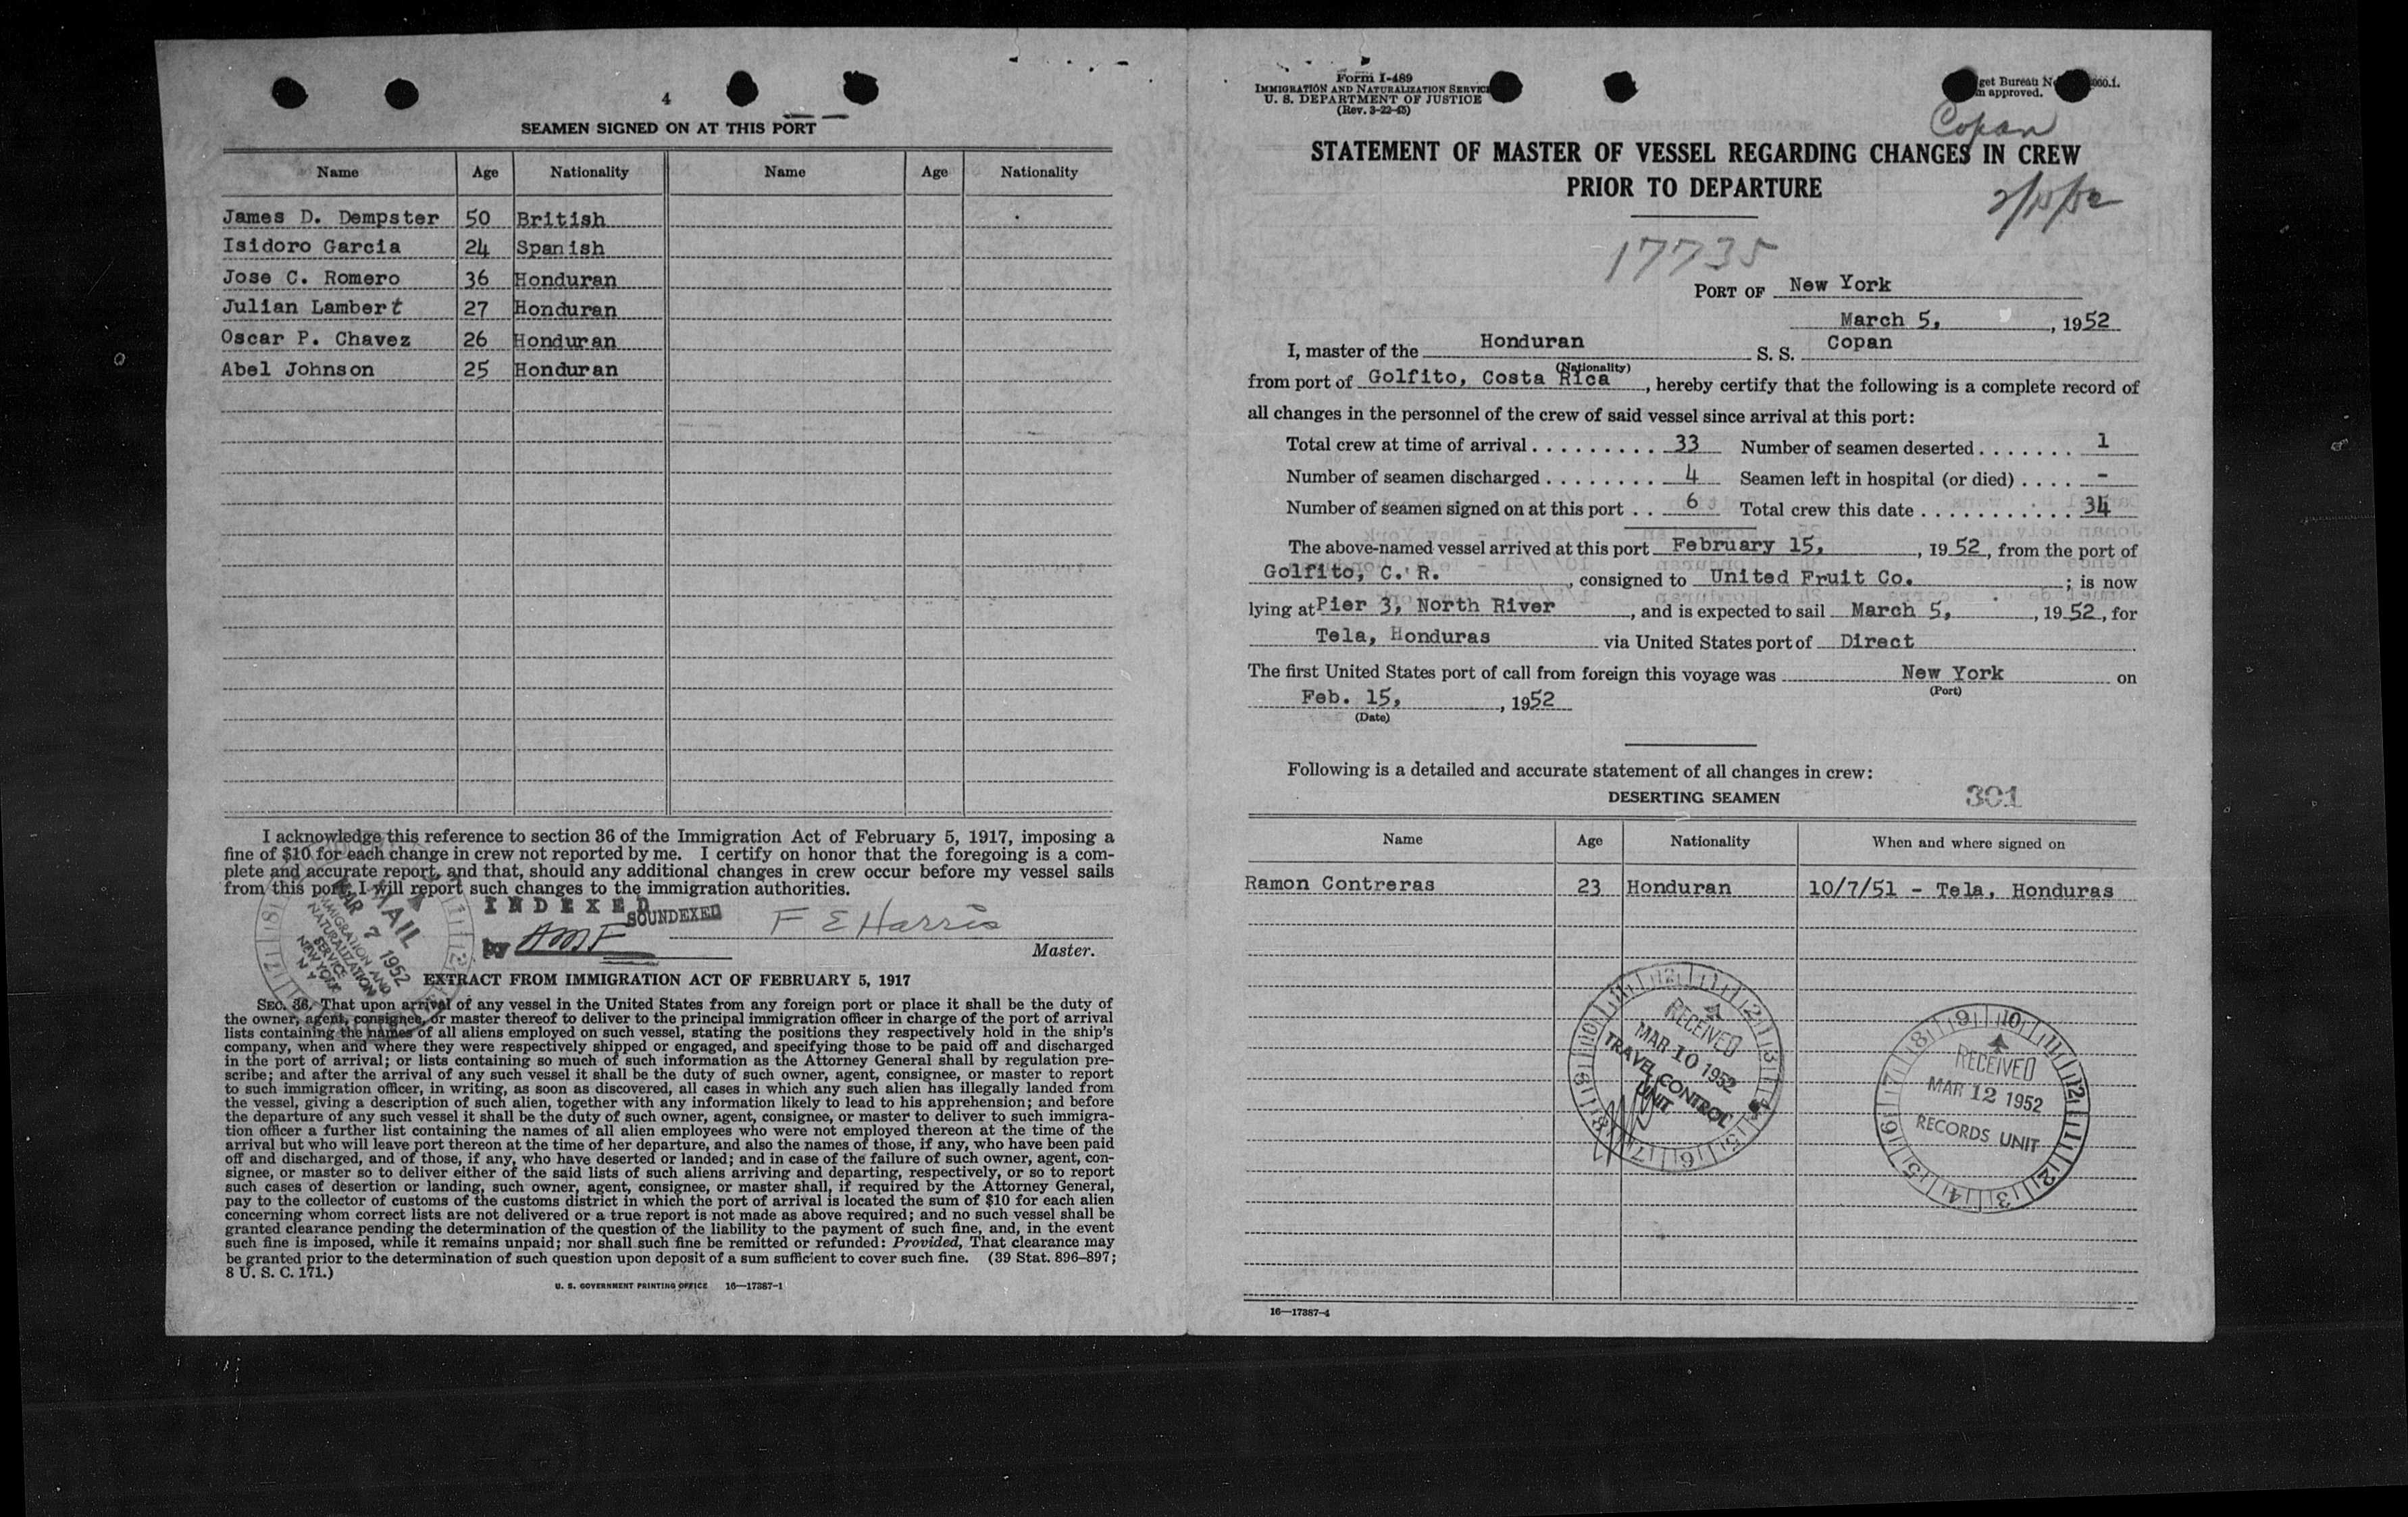 4
SEAMEN SIGNED ON AT THIS PORT
Name Age Nationality Name Age Nationality
James D. Dempster 50 British
Isidoro Garcia 24 Spanish
Jose C. Romero 36 Honduran
Julian Lambert 27 Honduran
Oscar P. Chavez 26 Honduran
Abel Johnson 25 Honduran
I acknowledge this reference to section 36 of the Immigration Act of February 5, 1917, imposing a
fine of $10 for each change in crew not reported by me. I certify on honor that the foregoing is a com-
plete and accurate report, and that, should any additional changes in crew occur before my vessel sails
from this port, I will report such changes to the immigration authorities.
INDEXED
SOUNDEXED
by AMF
F E Harris
Master.
MAIL
MAR 7 1952
IMMIGRATION AND
NATURALIZATION
SERVICE
NEW YORK
N.Y.
EXTRACT FROM IMMIGRATION ACT OF FEBRUARY 5, 1917
SEC. 36. That upon arrival of any vessel in the United States from any foreign port or place it shall be the duty of
the owner, agent, consignee, or master thereof to deliver to the principal immigration officer in charge of the port of arrival
lists containing the names of all aliens employed on such vessel, stating the positions they respectively hold in the ship's
company, when and where they were respectively shipped or engaged, and specifying those to be paid off and discharged
in the port of arrival; or lists containing so much of such information as the Attorney General shall by regulation pre-
scribe; and after the arrival of any such vessel it shall be the duty of such owner, agent, consignee, or master to report
to such immigration officer, in writing, as soon as discovered, all cases in which any such alien has illegally landed from
the vessel, giving a description of such alien, together with any information likely to lead to his apprehension; and before
the departure of any such vessel it shall be the duty of such owner, agent, consignee, or master to deliver to such immigra-
tion officer a further list containing the names of all alien employees who were not employed thereon at the time of the
arrival but who will leave port thereon at the time of her departure, and also the names of those, if any, who have been paid
off and discharged, and of those, if any, who have deserted or landed; and in case of the failure of such owner, agent, con-
signee, or master so to deliver either of the said lists of such aliens arriving and departing, respectively, or so to report
such cases of desertion or landing, such owner, agent, consignee, or master shall, if required by the Attorney General,
pay to the collector of customs of the customs district in which the port of arrival is located the sum of $10 for each alien
concerning whom correct lists are not delivered or a true report is not made as above required; and no such vessel shall be
granted clearance pending the determination of the question of the liability to the payment of such fine, and, in the event
such fine is imposed, while it remains unpaid; nor shall such fine be remitted or refunded: Provided, That clearance may
be granted prior to the determination of such question upon deposit of a sum sufficient to cover such fine. (39 Stat. 896-897;
8 U. S. C. 171.)
U. S. GOVERNMENT PRINTING OFFICE 16—17387-1
Form I-489
IMMIGRATION AND NATURALIZATION SERVICE
U. S. DEPARTMENT OF JUSTICE
(Rev. 3-22-45)
get Bureau N
approved.
Copan
STATEMENT OF MASTER OF VESSEL REGARDING CHANGES IN CREW
PRIOR TO DEPARTURE
2/15/52
17735
PORT OF New York
March 5, , 1952
I, master of the Honduran S. S. Copan
(Nationality)
from port of Golfito, Costa Rica, hereby certify that the following is a complete record of
all changes in the personnel of the crew of said vessel since arrival at this port:
Total crew at time of arrival 33 Number of seamen deserted 1
Number of seamen discharged 4 Seamen left in hospital (or died) -
Number of seamen signed on at this port 6 Total crew this date 34
The above-named vessel arrived at this port February 15, , 1952, from the port of
Golfito, C. R. , consigned to United Fruit Co. ; is now
lying at Pier 3, North River , and is expected to sail March 5, , 1952, for
Tela, Honduras via United States port of Direct
The first United States port of call from foreign this voyage was New York on
(Port)
Feb. 15, , 1952
(Date)
Following is a detailed and accurate statement of all changes in crew:
DESERTING SEAMEN
301
Name Age Nationality When and where signed on
Ramon Contreras 23 Honduran 10/7/51 - Tela, Honduras
RECEIVED
MAR 10 1952
TRAVEL CONTROL
UNIT
RECEIVED
MAR 12 1952
RECORDS UNIT
16—17387-4